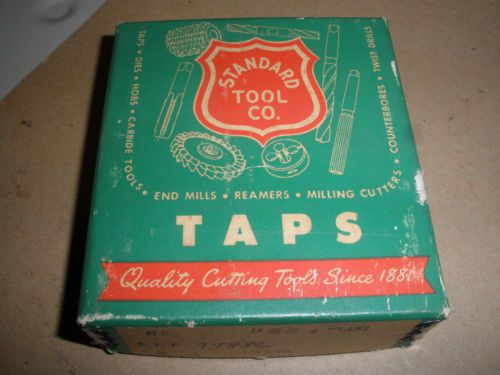 STANDARD
TOOL
CO.
TAPS • DIES • HOBS • CARBIDE TOOLS • END MILLS • REAMERS • MILLING CUTTERS • COUNTERBORES • TWIST DRILLS
TAPS
Quality Cutting Tools Since 1881
PLUG